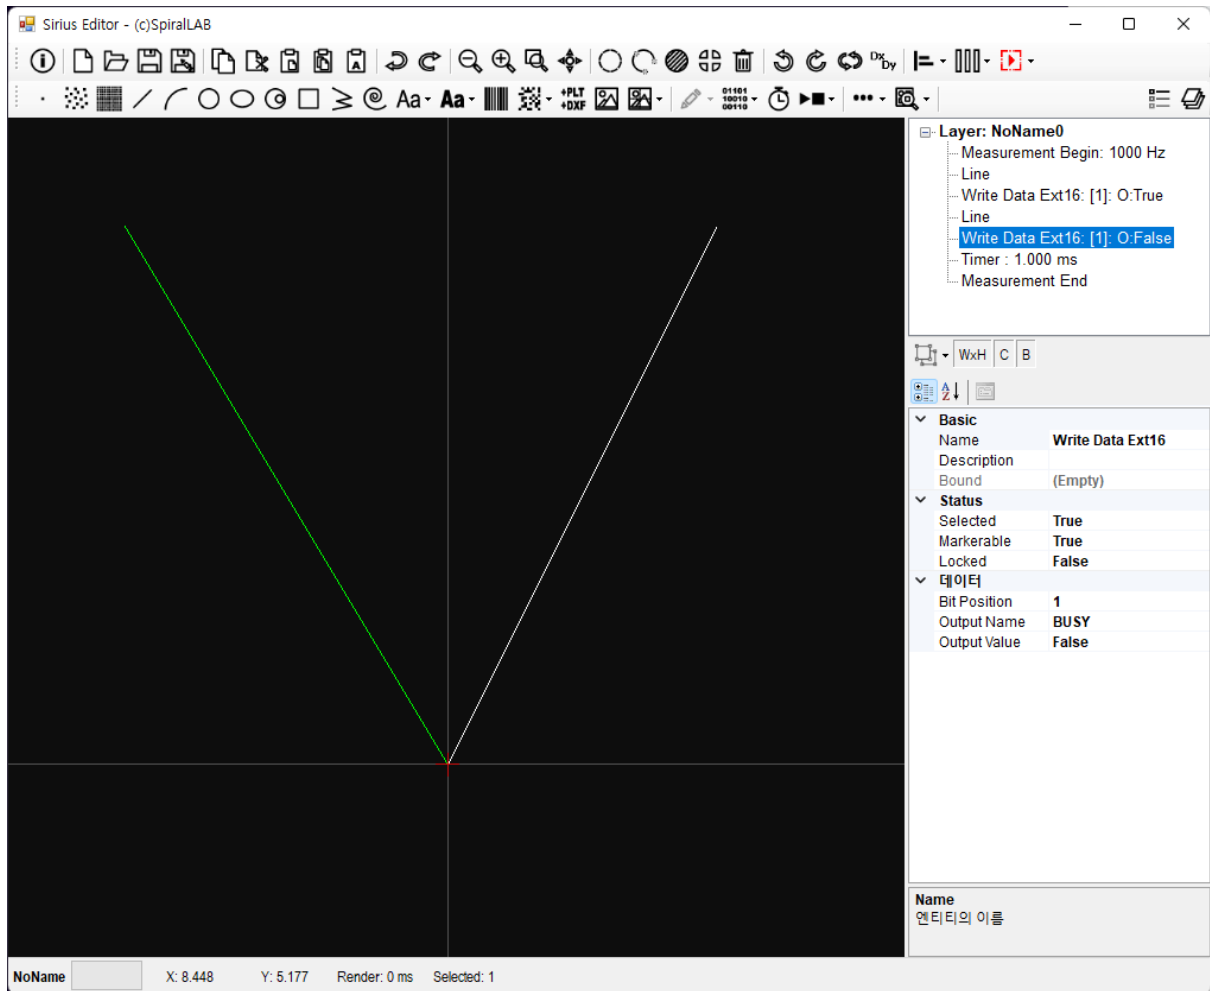 Sirius Editor - (c)SpiralLAB
Dx Dy
Aa Aa +PLT +DXF 01101 10010 00110
Layer: NoName0
Measurement Begin: 1000 Hz
Line
Write Data Ext16: [1]: O:True
Line
Write Data Ext16: [1]: O:False
Timer : 1.000 ms
Measurement End
WxH C B
A Z
Basic
Name Write Data Ext16
Description
Bound (Empty)
Status
Selected True
Markerable True
Locked False
데이터
Bit Position 1
Output Name BUSY
Output Value False
Name
엔티티의 이름
NoName X: 8.448 Y: 5.177 Render: 0 ms Selected: 1